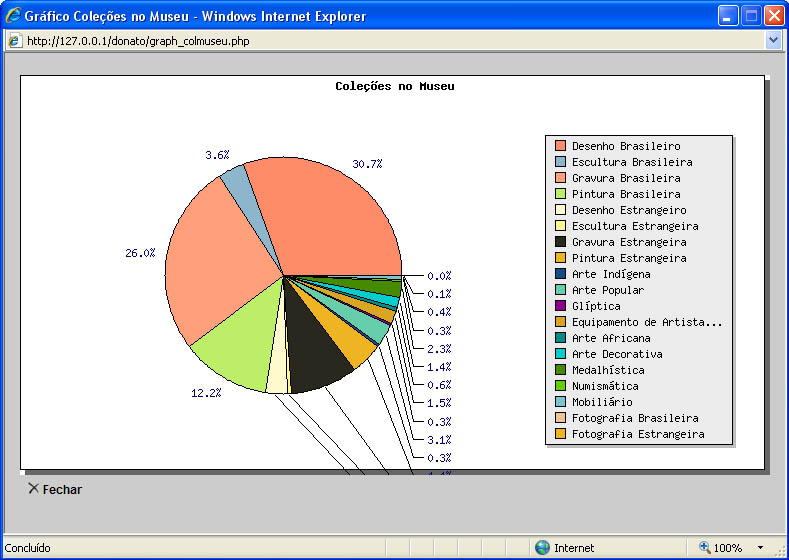 Gráfico Coleções no Museu - Windows Internet Explorer
http://127.0.0.1/donato/graph_colmuseu.php
Coleções no Museu
3.6%
30.7%
26.0%
12.2%
0.0%
0.1%
0.4%
0.3%
2.3%
1.4%
0.6%
1.5%
0.3%
3.1%
0.3%
Desenho Brasileiro
Escultura Brasileira
Gravura Brasileira
Pintura Brasileira
Desenho Estrangeiro
Escultura Estrangeira
Gravura Estrangeira
Pintura Estrangeira
Arte Indígena
Arte Popular
Glíptica
Equipamento de Artista...
Arte Africana
Arte Decorativa
Medalhística
Numismática
Mobiliário
Fotografia Brasileira
Fotografia Estrangeira
Fechar
Concluído
Internet
100%